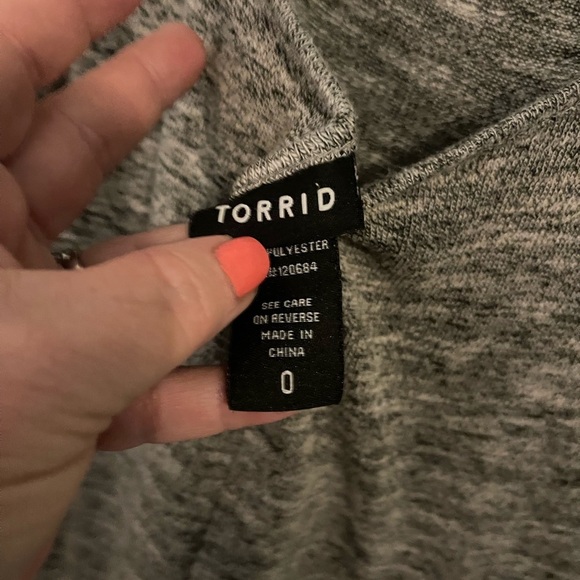 TORRID
POLYESTER
#120684
SEE CARE
ON REVERSE
MADE IN
CHINA
0